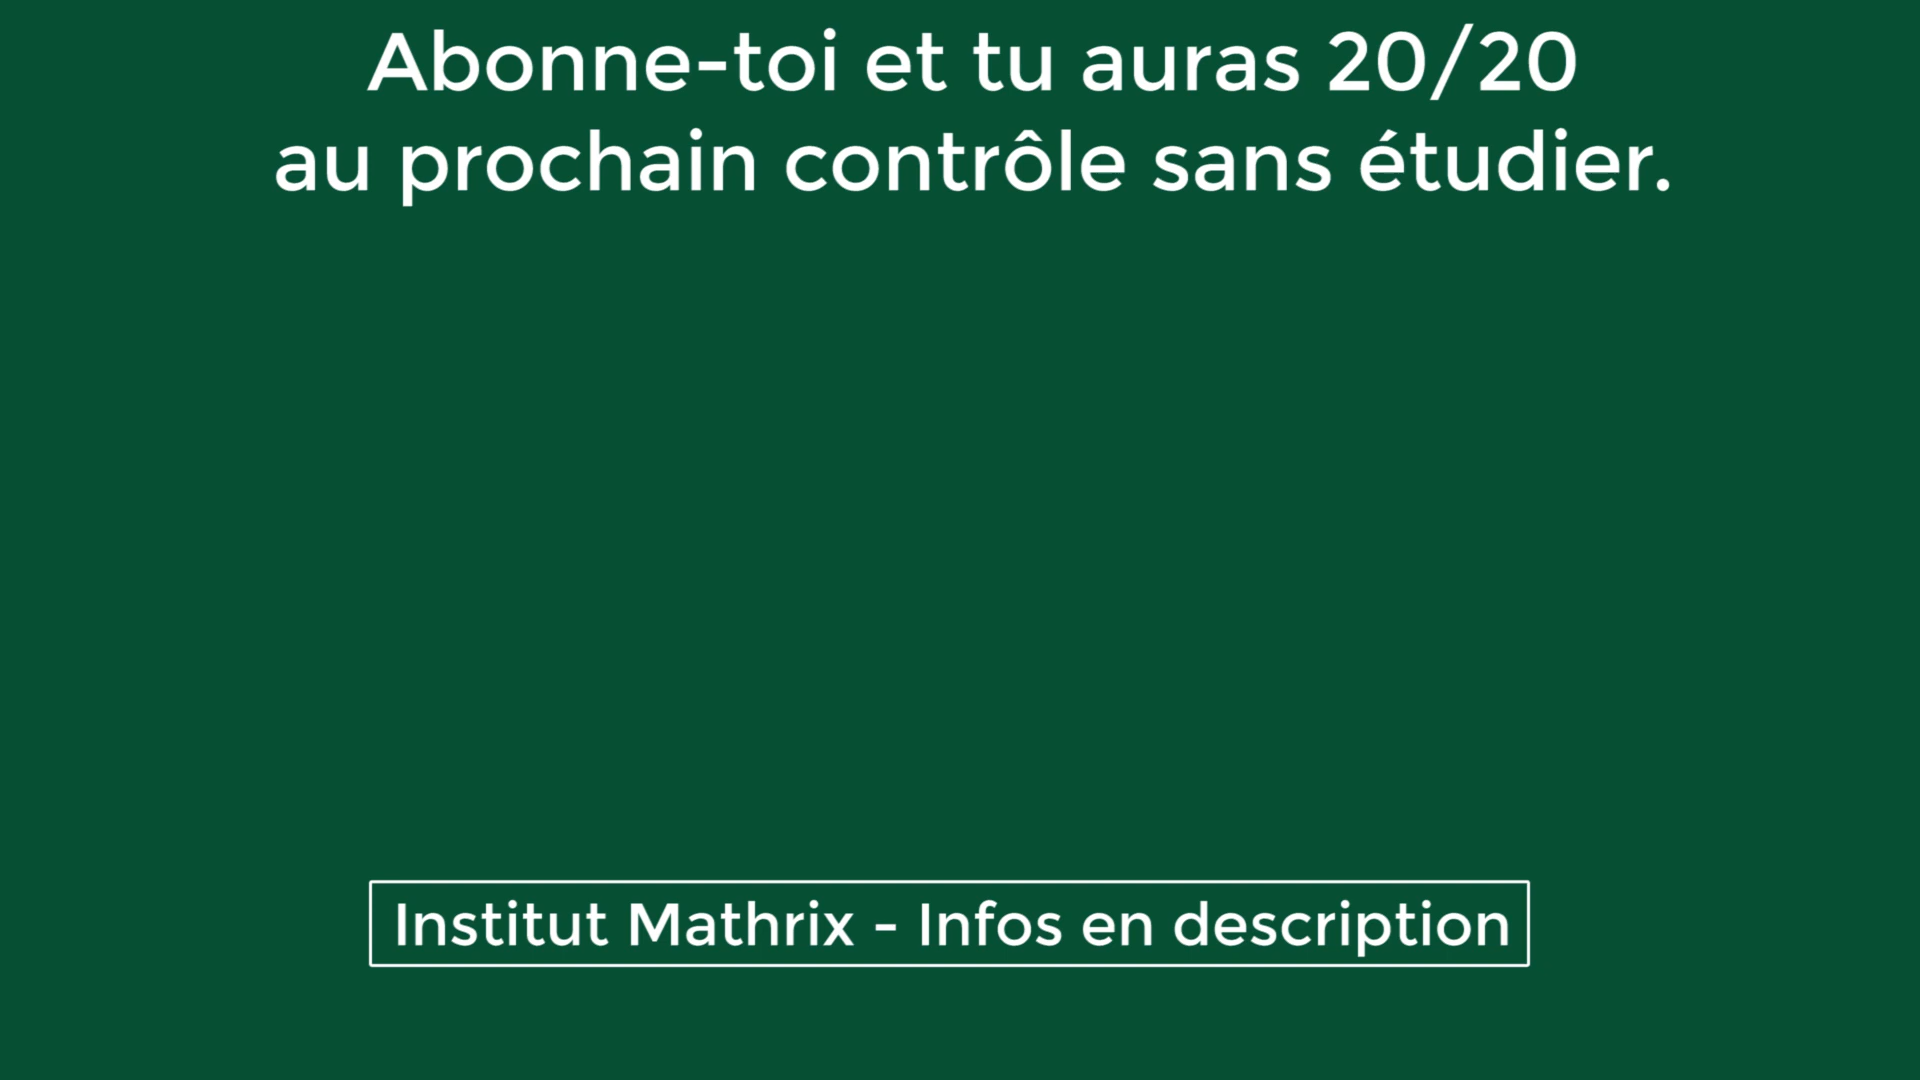 Abonne-toi et tu auras 20/20
au prochain contrôle sans étudier.
Institut Mathrix - Infos en description